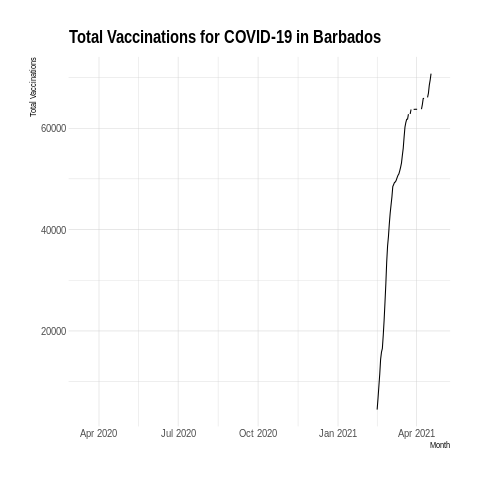 Total Vaccinations for COVID-19 in Barbados
Total Vaccinations
60000
40000
20000
Apr 2020 Jul 2020 Oct 2020 Jan 2021 Apr 2021
Month